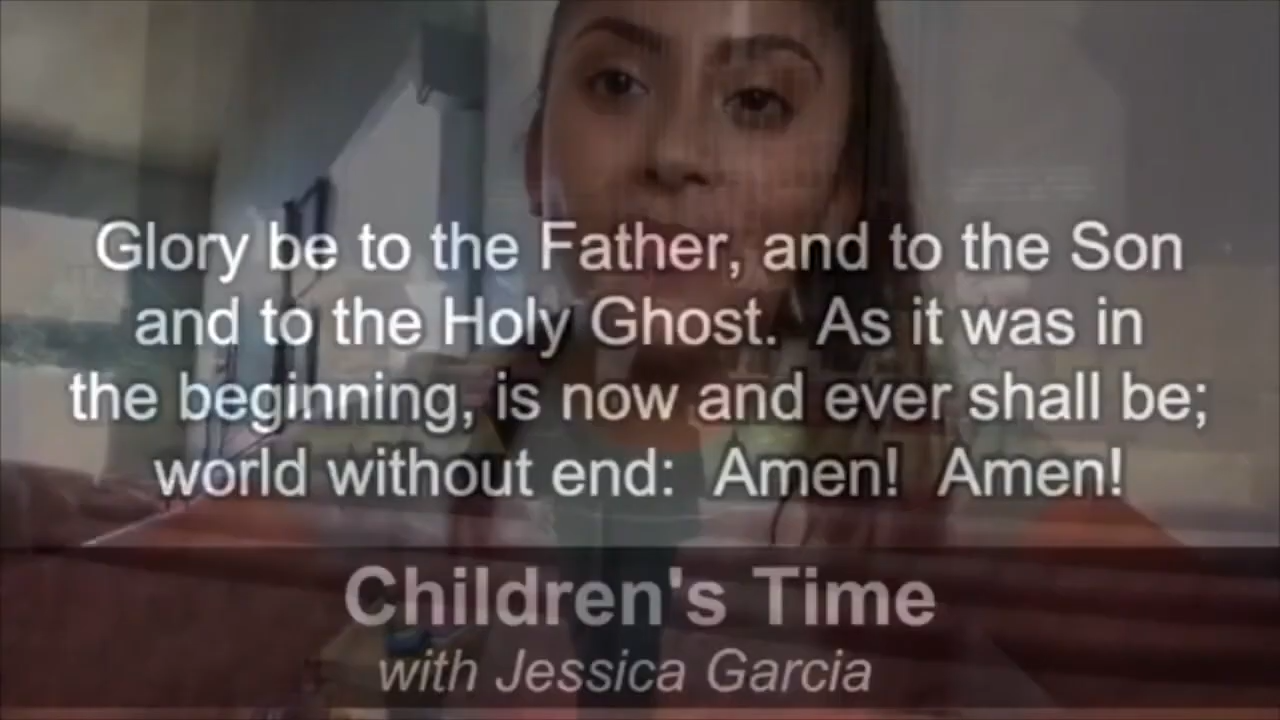 Glory be to the Father, and to the Son
and to the Holy Ghost.  As it was in
the beginning, is now and ever shall be;
world without end:  Amen!  Amen!
Children's Time
with Jessica Garcia